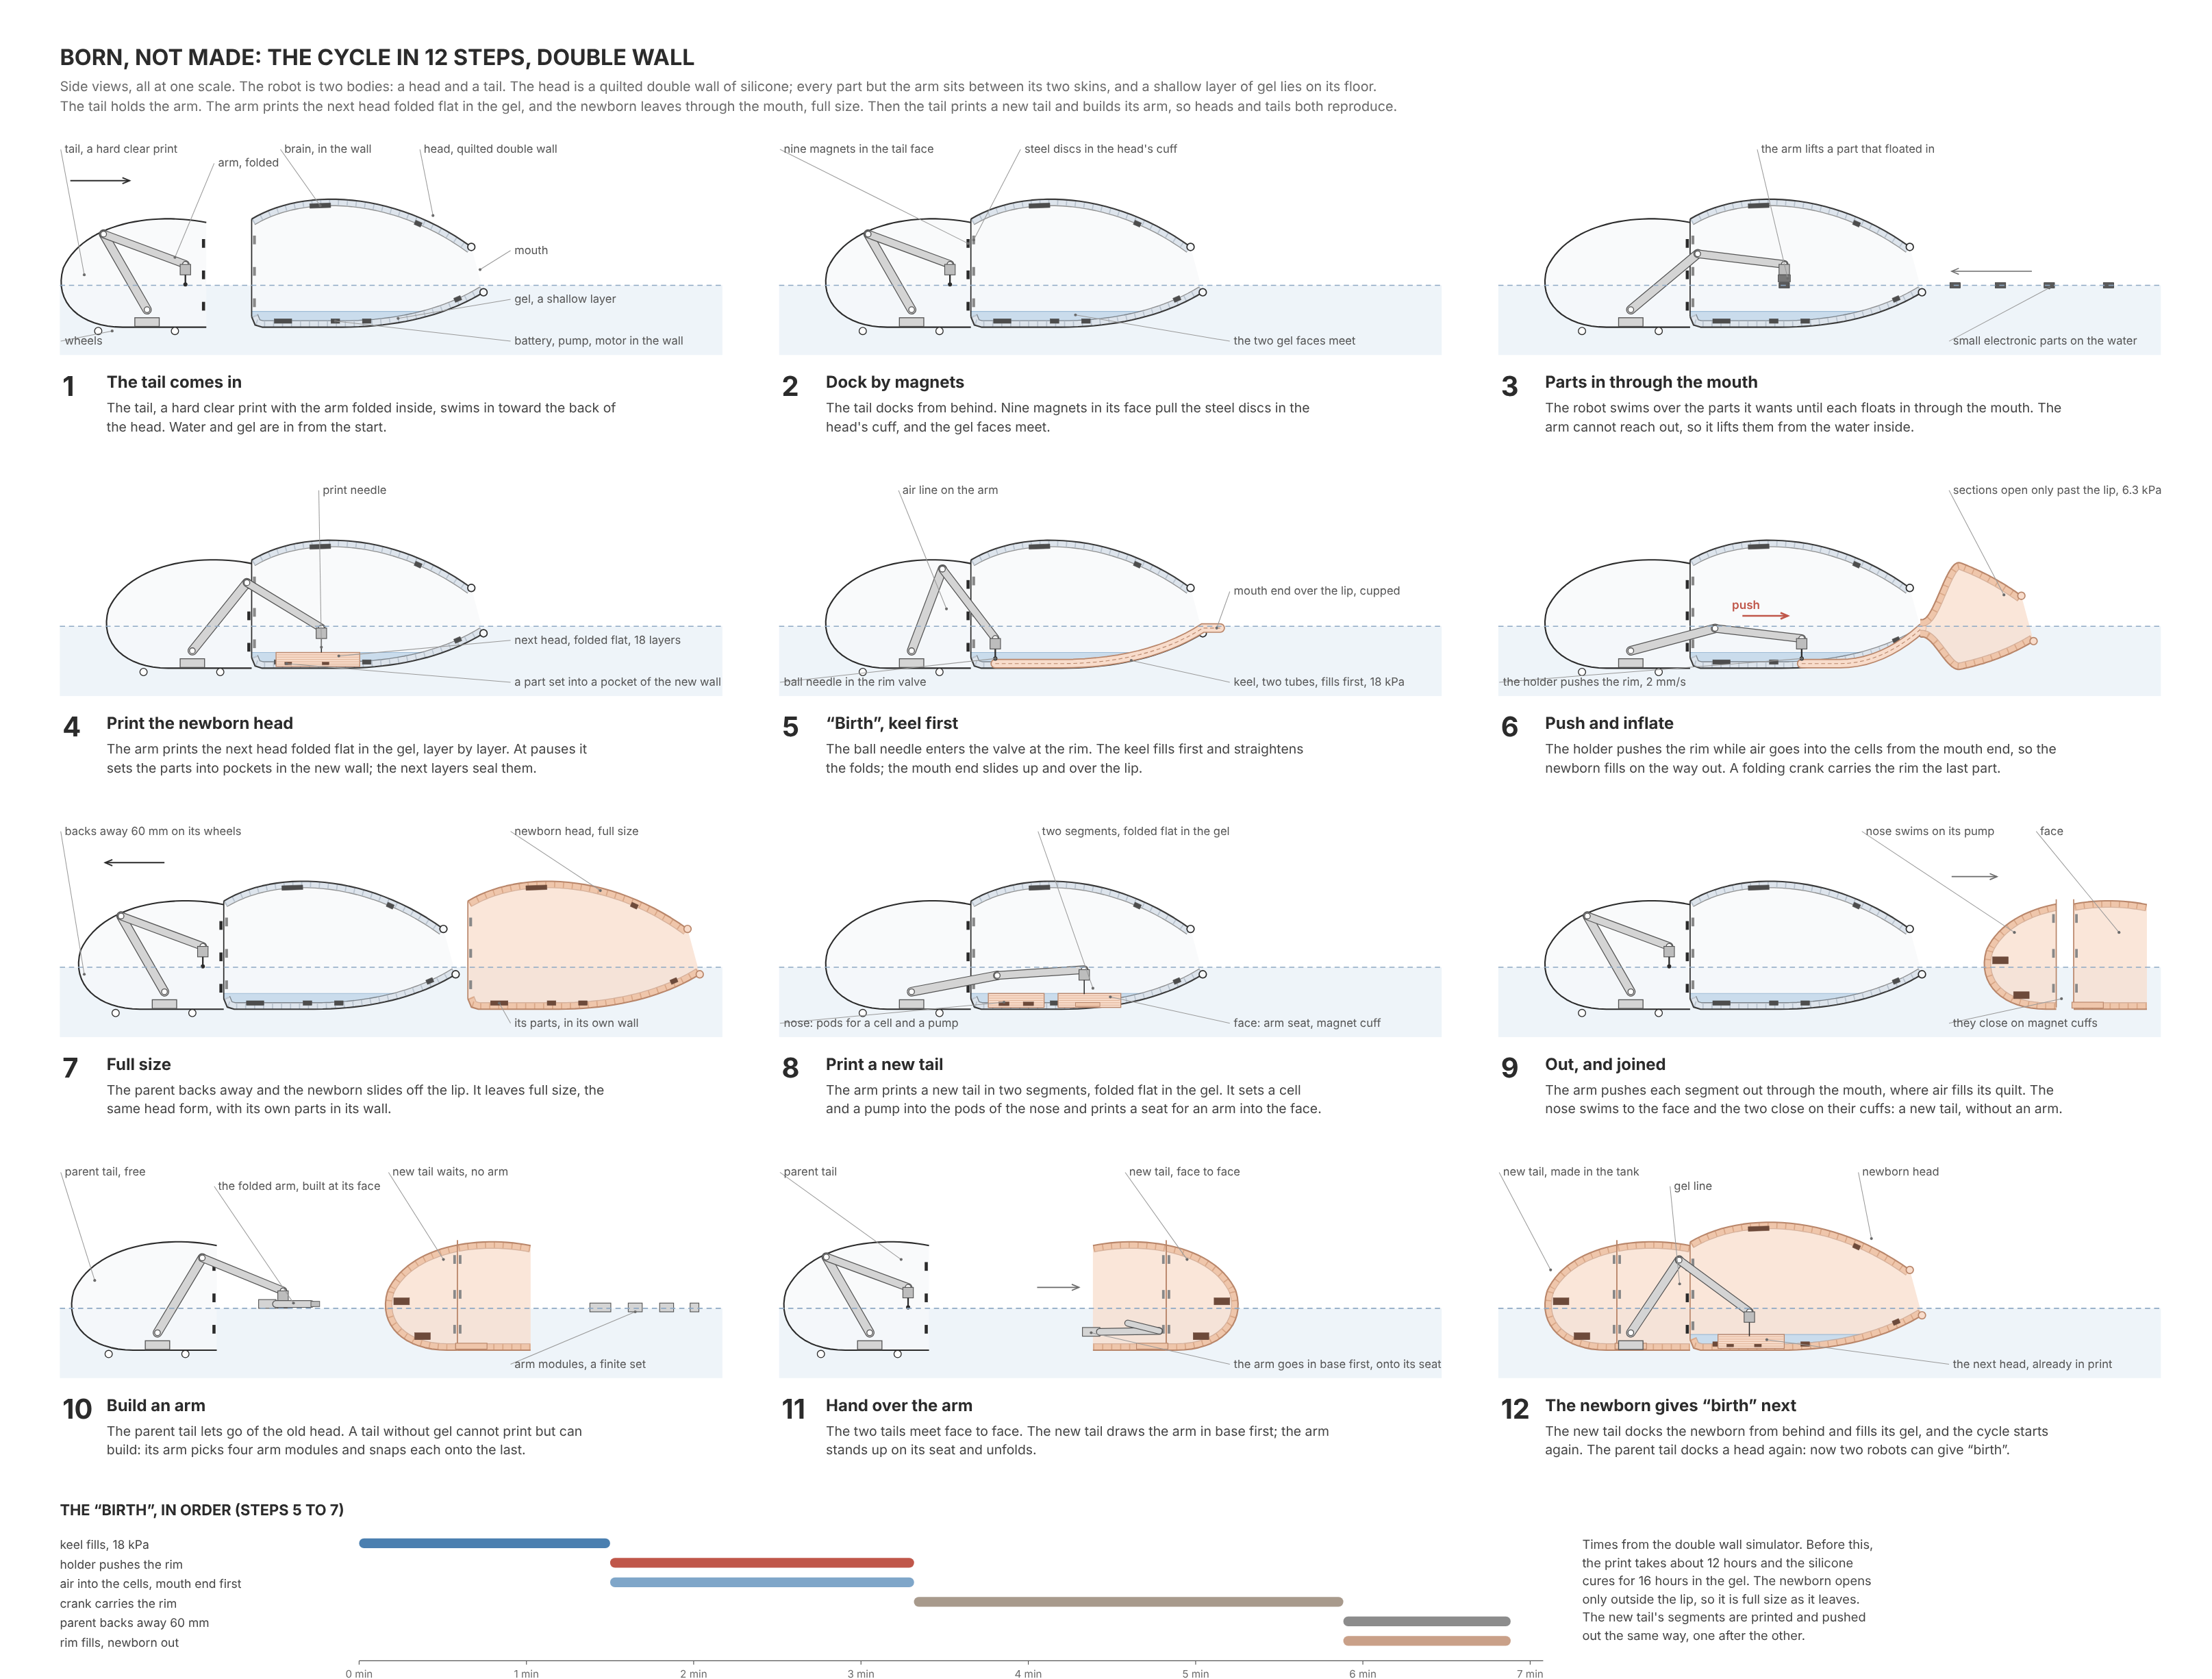 BORN, NOT MADE: THE CYCLE IN 12 STEPS, DOUBLE WALL
Side views, all at one scale. The robot is two bodies: a head and a tail. The head is a quilted double wall of silicone; every part but the arm sits between its two skins, and a shallow layer of gel lies on its floor.
The tail holds the arm. The arm prints the next head folded flat in the gel, and the newborn leaves through the mouth, full size. Then the tail prints a new tail and builds its arm, so heads and tails both reproduce.
tail, a hard clear print
arm, folded
brain, in the wall
head, quilted double wall
mouth
gel, a shallow layer
battery, pump, motor in the wall
wheels
1 The tail comes in
The tail, a hard clear print with the arm folded inside, swims in toward the back of
the head. Water and gel are in from the start.
nine magnets in the tail face
steel discs in the head's cuff
the two gel faces meet
2 Dock by magnets
The tail docks from behind. Nine magnets in its face pull the steel discs in the
head's cuff, and the gel faces meet.
the arm lifts a part that floated in
small electronic parts on the water
3 Parts in through the mouth
The robot swims over the parts it wants until each floats in through the mouth. The
arm cannot reach out, so it lifts them from the water inside.
print needle
next head, folded flat, 18 layers
a part set into a pocket of the new wall
4 Print the newborn head
The arm prints the next head folded flat in the gel, layer by layer. At pauses it
sets the parts into pockets in the new wall; the next layers seal them.
air line on the arm
mouth end over the lip, cupped
ball needle in the rim valve
keel, two tubes, fills first, 18 kPa
5 “Birth”, keel first
The ball needle enters the valve at the rim. The keel fills first and straightens
the folds; the mouth end slides up and over the lip.
sections open only past the lip, 6.3 kPa
push
the holder pushes the rim, 2 mm/s
6 Push and inflate
The holder pushes the rim while air goes into the cells from the mouth end, so the
newborn fills on the way out. A folding crank carries the rim the last part.
backs away 60 mm on its wheels
newborn head, full size
its parts, in its own wall
7 Full size
The parent backs away and the newborn slides off the lip. It leaves full size, the
same head form, with its own parts in its wall.
two segments, folded flat in the gel
nose: pods for a cell and a pump
face: arm seat, magnet cuff
8 Print a new tail
The arm prints a new tail in two segments, folded flat in the gel. It sets a cell
and a pump into the pods of the nose and prints a seat for an arm into the face.
nose swims on its pump
face
they close on magnet cuffs
9 Out, and joined
The arm pushes each segment out through the mouth, where air fills its quilt. The
nose swims to the face and the two close on their cuffs: a new tail, without an arm.
parent tail, free
the folded arm, built at its face
new tail waits, no arm
arm modules, a finite set
10 Build an arm
The parent tail lets go of the old head. A tail without gel cannot print but can
build: its arm picks four arm modules and snaps each onto the last.
parent tail
new tail, face to face
the arm goes in base first, onto its seat
11 Hand over the arm
The two tails meet face to face. The new tail draws the arm in base first; the arm
stands up on its seat and unfolds.
new tail, made in the tank
gel line
newborn head
the next head, already in print
12 The newborn gives “birth” next
The new tail docks the newborn from behind and fills its gel, and the cycle starts
again. The parent tail docks a head again: now two robots can give “birth”.
THE “BIRTH”, IN ORDER (STEPS 5 TO 7)
keel fills, 18 kPa
holder pushes the rim
air into the cells, mouth end first
crank carries the rim
parent backs away 60 mm
rim fills, newborn out
0 min 1 min 2 min 3 min 4 min 5 min 6 min 7 min
Times from the double wall simulator. Before this,
the print takes about 12 hours and the silicone
cures for 16 hours in the gel. The newborn opens
only outside the lip, so it is full size as it leaves.
The new tail's segments are printed and pushed
out the same way, one after the other.